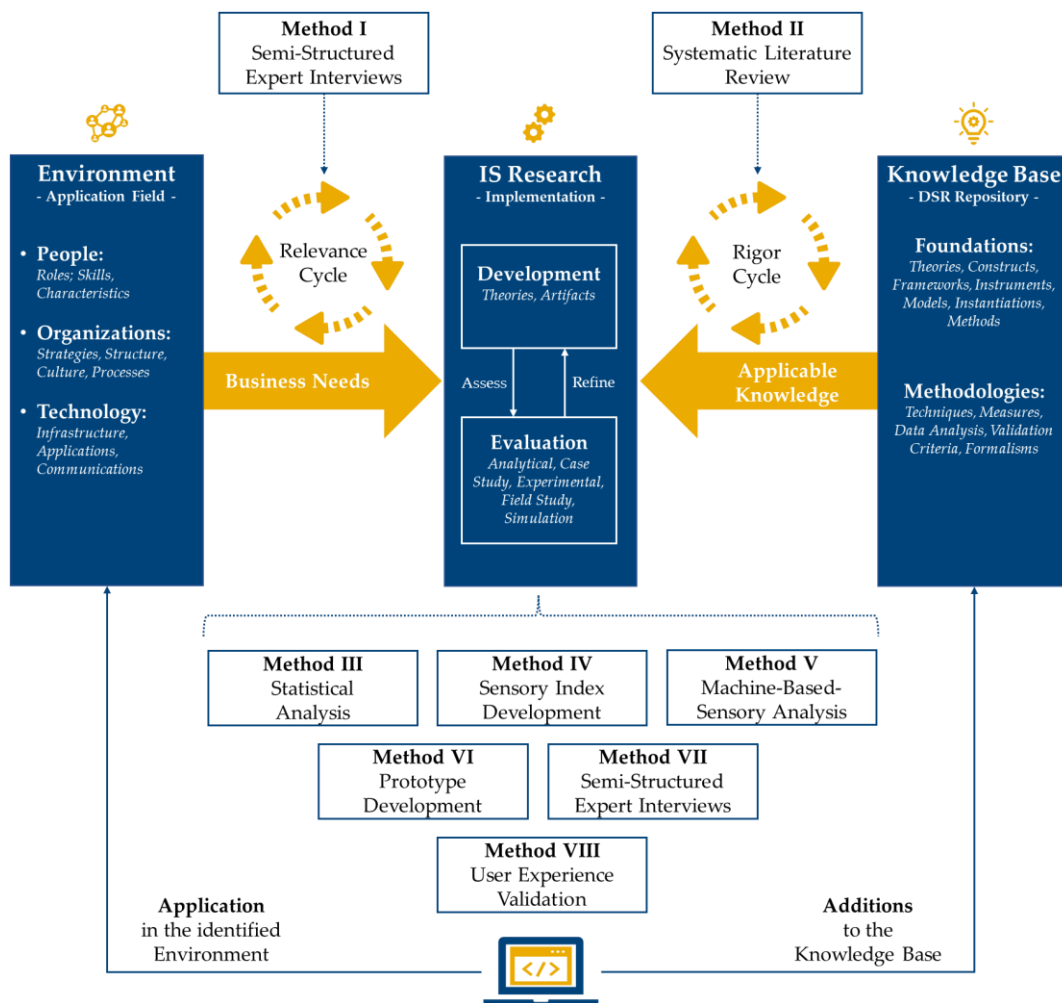 Method I
Semi-Structured
Expert Interviews
Method II
Systematic Literature
Review
Environment
- Application Field -
• People:
Roles; Skills,
Characteristics
• Organizations:
Strategies, Structure,
Culture, Processes
• Technology:
Infrastructure,
Applications,
Communications
Relevance
Cycle
Business Needs
IS Research
- Implementation -
Development
Theories, Artifacts
Assess
Refine
Evaluation
Analytical, Case
Study, Experimental,
Field Study,
Simulation
Rigor
Cycle
Applicable
Knowledge
Knowledge Base
- DSR Repository -
Foundations:
Theories, Constructs,
Frameworks, Instruments,
Models, Instantiations,
Methods
Methodologies:
Techniques, Measures,
Data Analysis, Validation
Criteria, Formalisms
Method III
Statistical
Analysis
Method IV
Sensory Index
Development
Method V
Machine-Based-
Sensory Analysis
Method VI
Prototype
Development
Method VII
Semi-Structured
Expert Interviews
Method VIII
User Experience
Validation
Application
in the identified
Environment
</>
Additions
to the
Knowledge Base